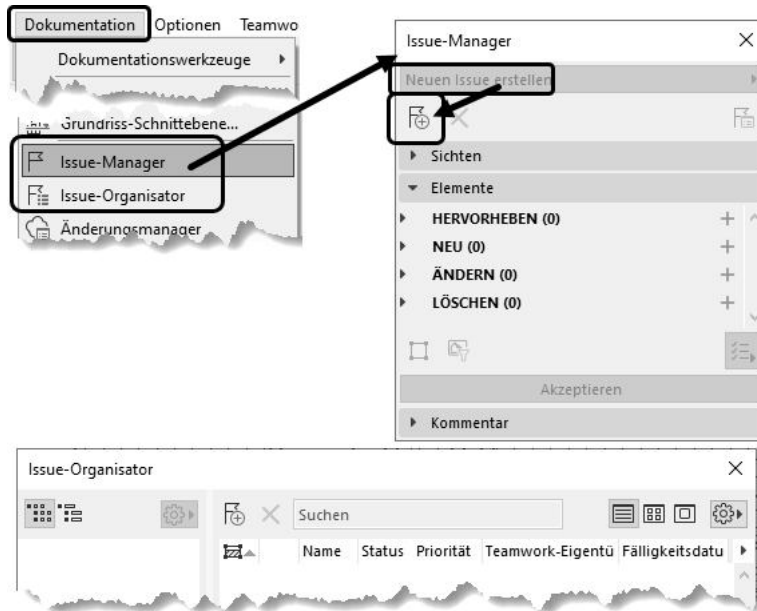 Dokumentation Optionen Teamwo
Dokumentationswerkzeuge
Grundriss-Schnittebene...
Issue-Manager
Issue-Organisator
Änderungsmanager
Issue-Manager
Neuen Issue erstellen
Sichten
Elemente
HERVORHEBEN (0)
NEU (0)
ÄNDERN (0)
LÖSCHEN (0)
Akzeptieren
Kommentar
Issue-Organisator
Suchen
Name Status Priorität Teamwork-Eigentü Fälligkeitsdatu